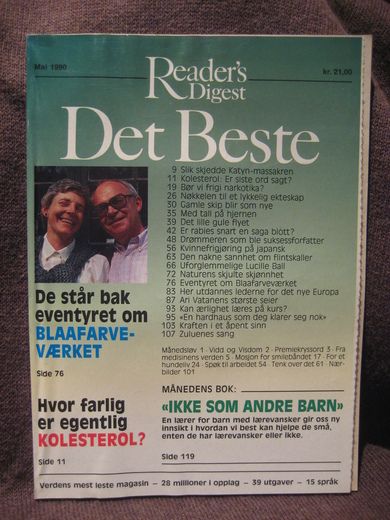 Mai 1990
kr. 21,00
Reader's
Digest
Det Beste
9 Slik skjedde Katyn-massakren
11 Kolesterol: Er siste ord sagt?
19 Bør vi frigi narkotika?
26 Nøkkelen til et lykkelig ekteskap
30 Gamle skip blir som nye
35 Med tall på hjernen
39 Det lille gule flyet
42 Er rabies snart en saga blott?
48 Drømmeren som ble suksessforfatter
56 Kvinnefrigjøring på japansk
63 Den nakne sannhet om flintskaller
66 Uforglemmelige Lucille Ball
72 Naturens skjulte skjønnhet
76 Eventyret om Blaafarveværket
83 Her utdannes lederne for det nye Europa
87 Ari Vatanens største seier
93 Kan ærlighet læres på kurs?
95 «En hardhaus som deg klarer seg nok»
103 Kraften i et åpent sinn
107 Zuluenes sang
Månedsløv 1 · Vidd og Visdom 2 · Premiekryssord 3 · Fra
medisinens verden 5 · Mosjon for smilebåndet 17 · For et
hundeliv 24 · Spøk til arbeidet 54 · Tenk over det 61 · Nær-
bilder 101
De står bak
eventyret om
BLAAFARVE-
VÆRKET
Side 76
Hvor farlig
er egentlig
KOLESTEROL?
Side 11
MÅNEDENS BOK:
«IKKE SOM ANDRE BARN»
En lærer for barn med lærevansker gir oss ny
innsikt i hvordan vi best kan hjelpe de små,
enten de har lærevansker eller ikke.
Side 119
Verdens mest leste magasin – 28 millioner i opplag – 39 utgaver – 15 språk